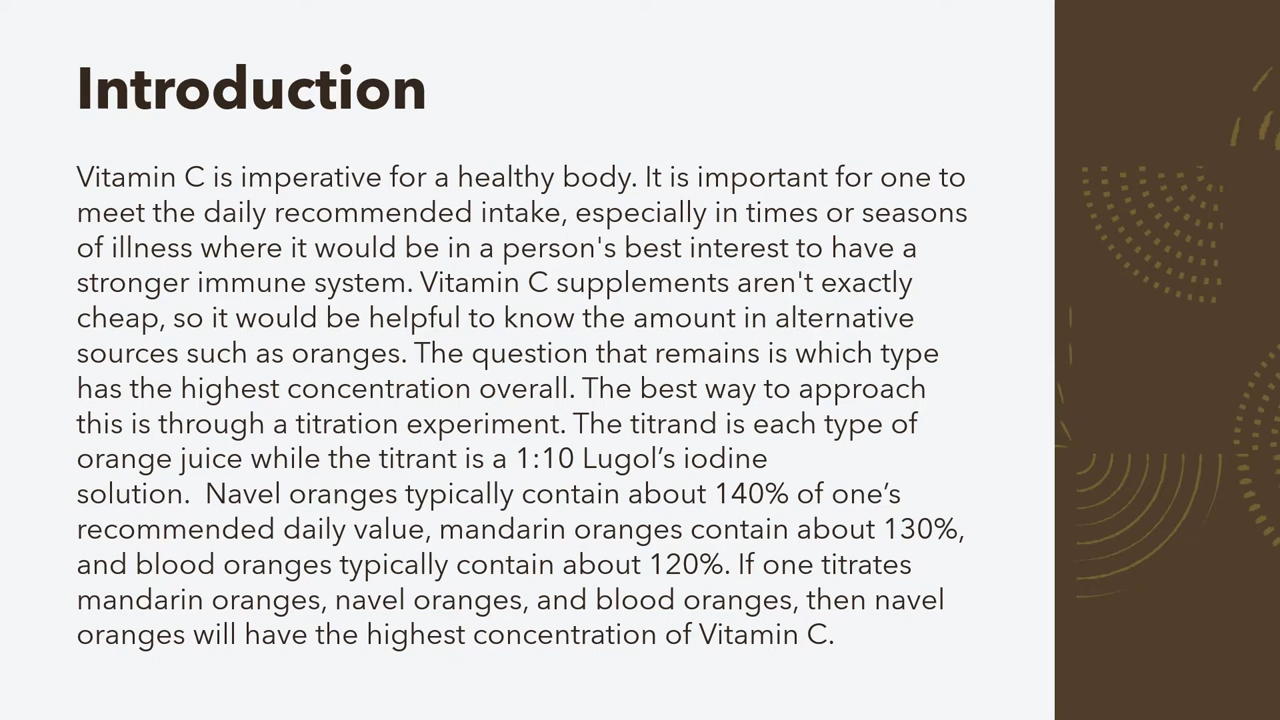 Introduction
Vitamin C is imperative for a healthy body. It is important for one to
meet the daily recommended intake, especially in times or seasons
of illness where it would be in a person's best interest to have a
stronger immune system. Vitamin C supplements aren't exactly
cheap, so it would be helpful to know the amount in alternative
sources such as oranges. The question that remains is which type
has the highest concentration overall. The best way to approach
this is through a titration experiment. The titrand is each type of
orange juice while the titrant is a 1:10 Lugol’s iodine
solution.  Navel oranges typically contain about 140% of one’s
recommended daily value, mandarin oranges contain about 130%,
and blood oranges typically contain about 120%. If one titrates
mandarin oranges, navel oranges, and blood oranges, then navel
oranges will have the highest concentration of Vitamin C.